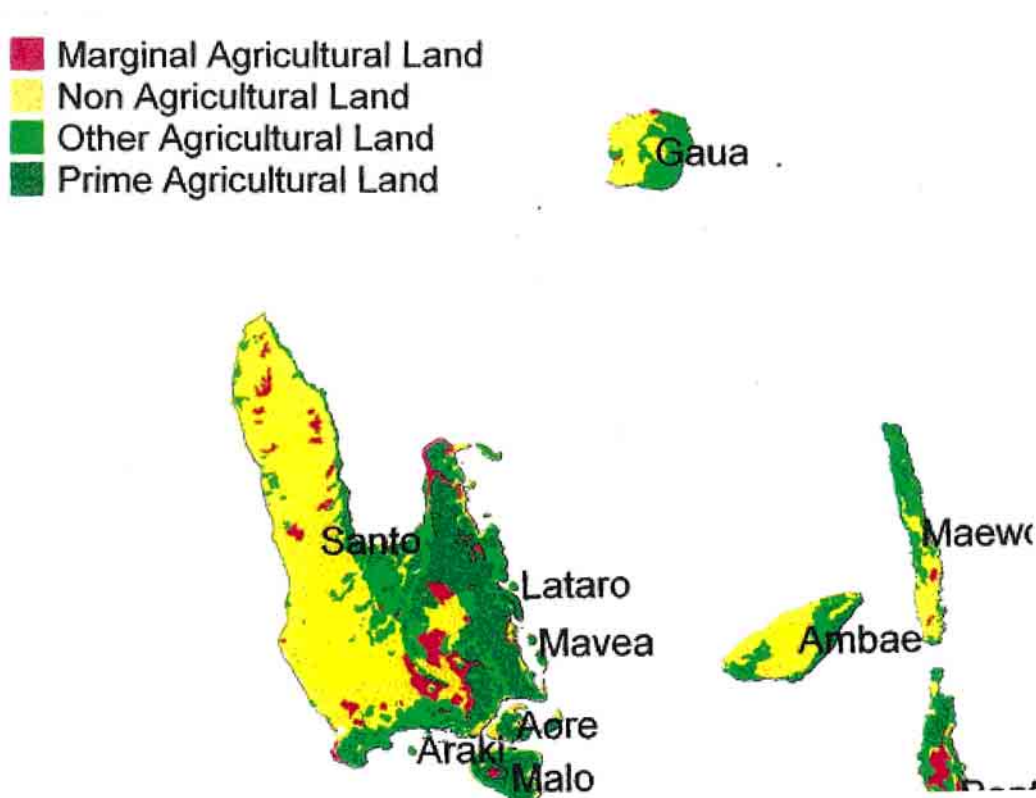 Marginal Agricultural Land
Non Agricultural Land
Other Agricultural Land
Prime Agricultural Land
Gaua
Santo
Maewo
Lataro
Mavea
Ambae
Aore
Araki
Malo